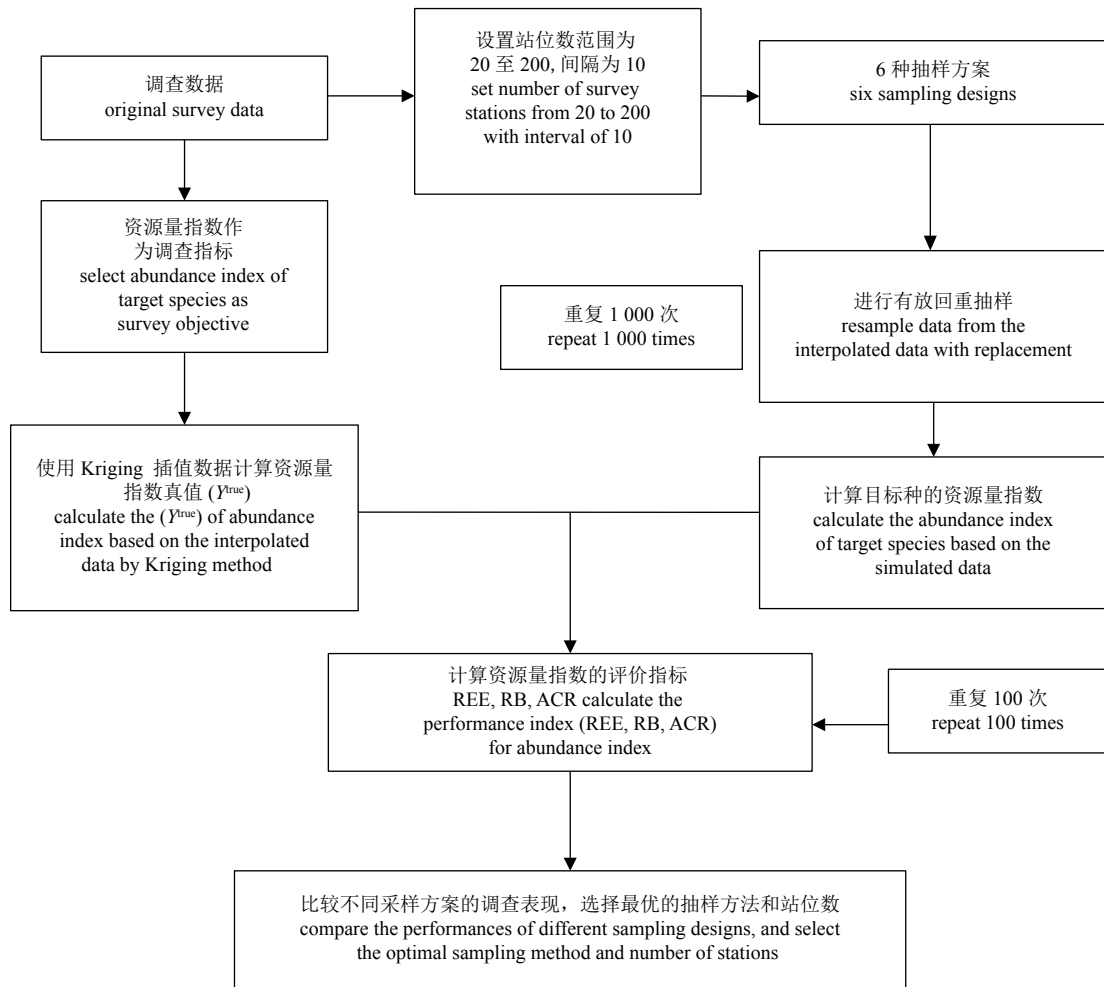 调查数据
original survey data
设置站位数范围为
20 至 200, 间隔为 10
set number of survey
stations from 20 to 200
with interval of 10
6 种抽样方案
six sampling designs
资源量指数作
为调查指标
select abundance index of
target species as
survey objective
重复 1 000 次
repeat 1 000 times
进行有放回重抽样
resample data from the
interpolated data with replacement
使用 Kriging 插值数据计算资源量
指数真值 (Yᵗʳᵘᵉ)
calculate the (Yᵗʳᵘᵉ) of abundance
index based on the interpolated
data by Kriging method
计算目标种的资源量指数
calculate the abundance index
of target species based on the
simulated data
计算资源量指数的评价指标
REE, RB, ACR calculate the
performance index (REE, RB, ACR)
for abundance index
重复 100 次
repeat 100 times
比较不同采样方案的调查表现，选择最优的抽样方法和站位数
compare the performances of different sampling designs, and select
the optimal sampling method and number of stations